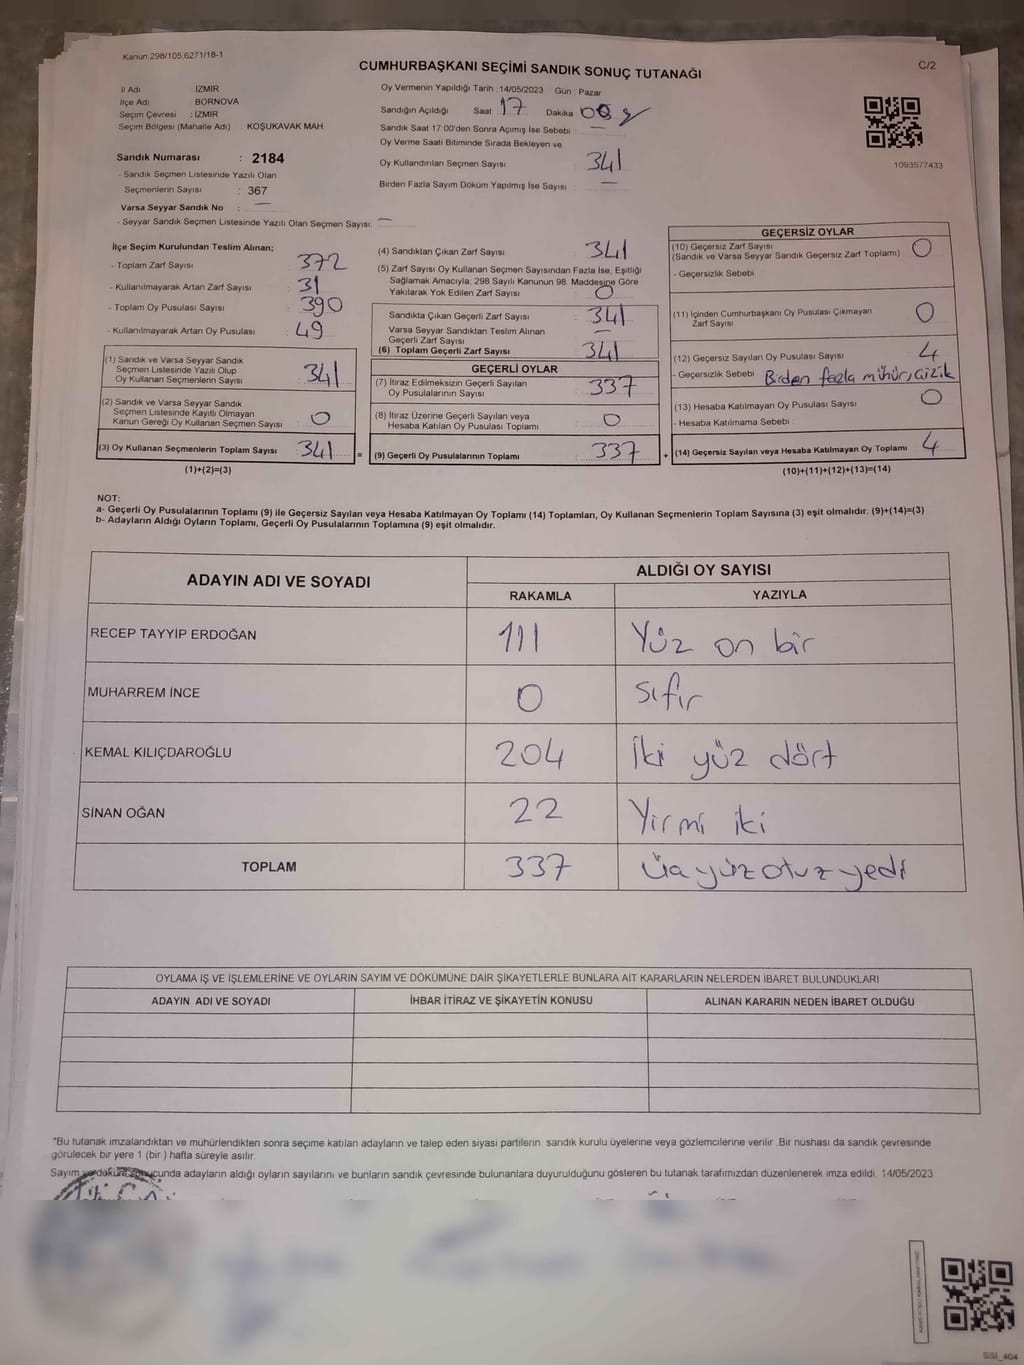 Kanun 298/105,6271/18-1
C/2
CUMHURBAŞKANI SEÇİMİ SANDIK SONUÇ TUTANAĞI
İl Adı İZMİR
İlçe Adı BORNOVA
Seçim Çevresi : İZMİR
Seçim Bölgesi (Mahalle Adı) : KOŞUKAVAK MAH.
Sandık Numarası : 2184
- Sandık Seçmen Listesinde Yazılı Olan
Seçmenlerin Sayısı : 367
Varsa Seyyar Sandık No : —
- Seyyar Sandık Seçmen Listesinde Yazılı Olan Seçmen Sayısı: —
Oy Vermenin Yapıldığı Tarih : 14/05/2023 Gün : Pazar
Sandığın Açıldığı Saat 17 Dakika
Sandık Saat 17:00'den Sonra Açımış İse Sebebi —
Oy Verme Saati Bitiminde Sırada Bekleyen ve
Oy Kullandırılan Seçmen Sayısı 341
Birden Fazla Sayım Döküm Yapılmış İse Sayısı —
1093577433
İlçe Seçim Kurulundan Teslim Alınan;
- Toplam Zarf Sayısı 372
- Kullanılmayarak Artan Zarf Sayısı 31
- Toplam Oy Pusulası Sayısı 390
- Kullanılmayarak Artan Oy Pusulası 49
(1) Sandık ve Varsa Seyyar Sandık
Seçmen Listesinde Yazılı Olup
Oy Kullanan Seçmenlerin Sayısı 341
(2) Sandık ve Varsa Seyyar Sandık
Seçmen Listesinde Kayıtlı Olmayan
Kanun Gereği Oy Kullanan Seçmen Sayısı 0
(3) Oy Kullanan Seçmenlerin Toplam Sayısı 341
(1)+(2)=(3)
(4) Sandıktan Çıkan Zarf Sayısı 341
(5) Zarf Sayısı Oy Kullanan Seçmen Sayısından Fazla İse, Eşitliği
Sağlamak Amacıyla, 298 Sayılı Kanunun 98. Maddesine Göre
Yakılarak Yok Edilen Zarf Sayısı 0
Sandıkta Çıkan Geçerli Zarf Sayısı 341
Varsa Seyyar Sandıktan Teslim Alınan
Geçerli Zarf Sayısı —
(6) Toplam Geçerli Zarf Sayısı 341
GEÇERLİ OYLAR
(7) İtiraz Edilmeksizin Geçerli Sayılan
Oy Pusulalarının Sayısı 337
(8) İtiraz Üzerine Geçerli Sayılan veya
Hesaba Katılan Oy Pusulası Toplamı 0
= (9) Geçerli Oy Pusulalarının Toplamı 337
GEÇERSİZ OYLAR
(10) Geçersiz Zarf Sayısı 0
(Sandık ve Varsa Seyyar Sandık Geçersiz Zarf Toplamı)
- Geçersizlik Sebebi
(11) İçinden Cumhurbaşkanı Oy Pusulası Çıkmayan
Zarf Sayısı 0
(12) Geçersiz Sayılan Oy Pusulası Sayısı 4
- Geçersizlik Sebebi Birden fazla mühür, çizik
(13) Hesaba Katılmayan Oy Pusulası Sayısı 0
- Hesaba Katılmama Sebebi
+ (14) Geçersiz Sayılan veya Hesaba Katılmayan Oy Toplamı 4
(10)+(11)+(12)+(13)=(14)
NOT:
a- Geçerli Oy Pusulalarının Toplamı (9) ile Geçersiz Sayılan veya Hesaba Katılmayan Oy Toplamı (14) Toplamları, Oy Kullanan Seçmenlerin Toplam Sayısına (3) eşit olmalıdır. (9)+(14)=(3)
b- Adayların Aldığı Oyların Toplamı, Geçerli Oy Pusulalarının Toplamına (9) eşit olmalıdır.
ADAYIN ADI VE SOYADI ALDIĞI OY SAYISI
RAKAMLA YAZIYLA
RECEP TAYYİP ERDOĞAN 111 Yüz on bir
MUHARREM İNCE 0 sıfır
KEMAL KILIÇDAROĞLU 204 İki yüz dört
SİNAN OĞAN 22 Yirmi iki
TOPLAM 337 üçyüzotuzyedi
OYLAMA İŞ VE İŞLEMLERİNE VE OYLARIN SAYIM VE DÖKÜMÜNE DAİR ŞİKAYETLERLE BUNLARA AİT KARARLARIN NELERDEN İBARET BULUNDUKLARI
ADAYIN ADI VE SOYADI İHBAR İTİRAZ VE ŞİKAYETİN KONUSU ALINAN KARARIN NEDEN İBARET OLDUĞU
"Bu tutanak imzalandıktan ve mühürlendikten sonra seçime katılan adayların ve talep eden siyasi partilerin sandık kurulu üyelerine veya gözlemcilerine verilir .Bir nüshası da sandık çevresinde
görülecek bir yere 1 (bir ) hafta süreyle asılır.
Sayım ve döküm sonucunda adayların aldığı oyların sayılarını ve bunların sandık çevresinde bulunanlara duyurulduğunu gösteren bu tutanak tarafımızdan düzenlenerek imza edildi. 14/05/2023
SSI_404